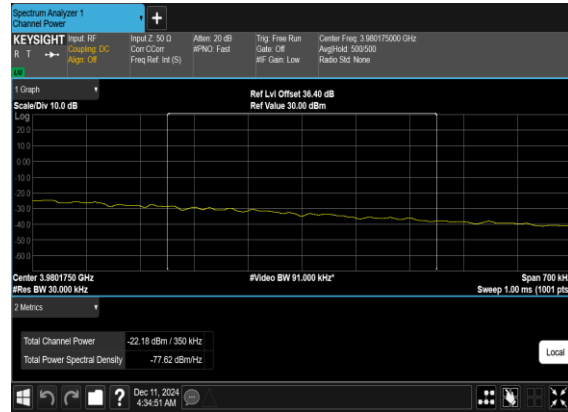 Spectrum Analyzer 1
Channel Power
+
KEYSIGHT
R T
LXI
Input: RF
Coupling: DC
Align: Off
Input Z: 50 Ω
Corr CCorr
Freq Ref: Int (S)
Atten: 20 dB
#PNO: Fast
Trig: Free Run
Gate: Off
#IF Gain: Low
Center Freq: 3.980175000 GHz
Avg|Hold: 500/500
Radio Std: None
1 Graph
Scale/Div 10.0 dB
Ref Lvl Offset 36.40 dB
Ref Value 30.00 dBm
Log
20.0
10.0
0.00
-10.0
-20.0
-30.0
-40.0
-50.0
-60.0
Center 3.9801750 GHz
#Res BW 30.000 kHz
#Video BW 91.000 kHz*
Span 700 kH
Sweep 1.00 ms (1001 pts
2 Metrics
Total Channel Power -22.18 dBm / 350 kHz
Total Power Spectral Density -77.62 dBm/Hz
Local
?
Dec 11, 2024
4:34:51 AM